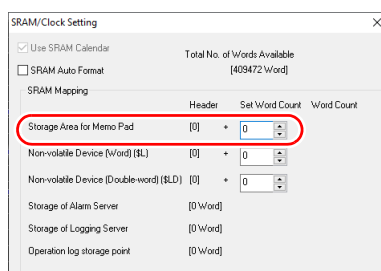 SRAM/Clock Setting
Use SRAM Calendar
Total No. of Words Available
SRAM Auto Format
[409472 Word]
SRAM Mapping
Header Set Word Count Word Count
Storage Area for Memo Pad [0] + 0
Non-volatile Device (Word) ($L) [0] + 0
Non-volatile Device (Double-word) ($LD) [0] + 0
Storage of Alarm Server [0 Word]
Storage of Logging Server [0 Word]
Operation log storage point [0 Word]